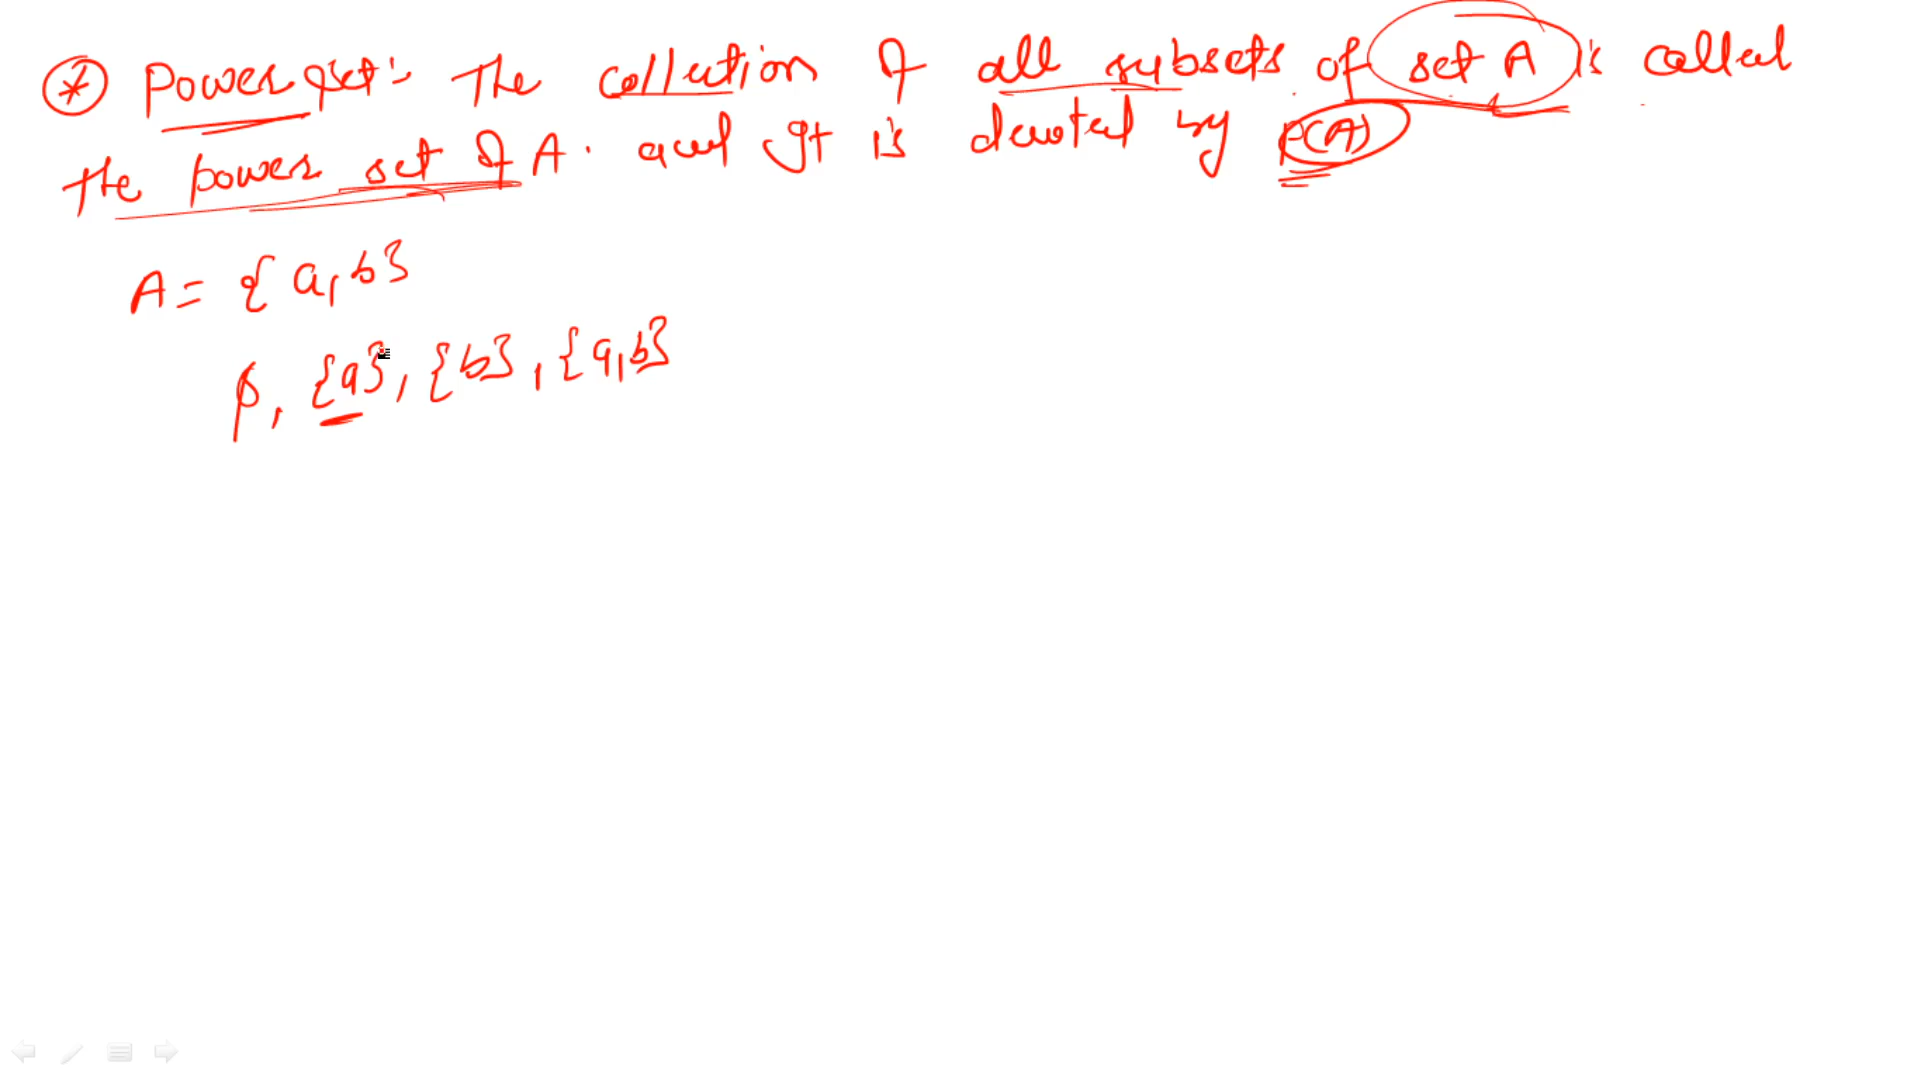 * Power set :- The collection of all subsets of set A is called
the power set of A. and It is denoted by P(A)
A = { a, b }
ϕ, {a}, {b}, {a, b}